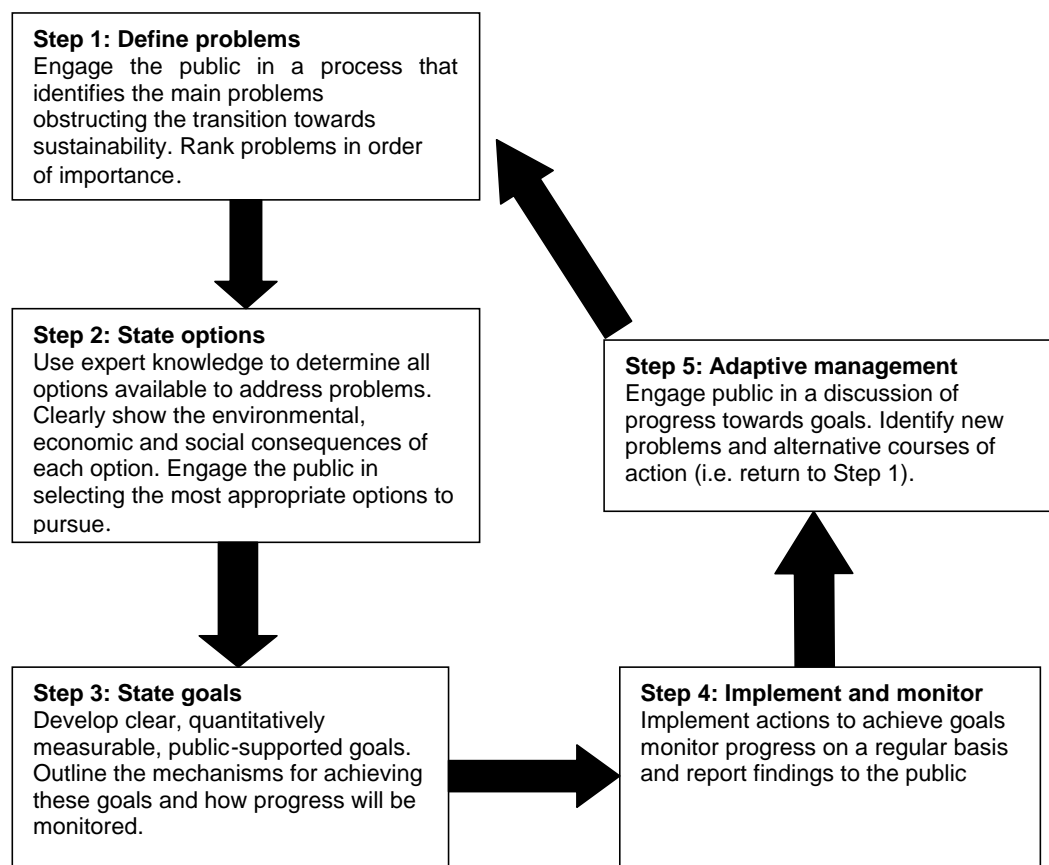 Step 1: Define problems
Engage the public in a process that
identifies the main problems
obstructing the transition towards
sustainability. Rank problems in order
of importance.
Step 2: State options
Use expert knowledge to determine all
options available to address problems.
Clearly show the environmental,
economic and social consequences of
each option. Engage the public in
selecting the most appropriate options to
pursue.
Step 3: State goals
Develop clear, quantitatively
measurable, public-supported goals.
Outline the mechanisms for achieving
these goals and how progress will be
monitored.
Step 4: Implement and monitor
Implement actions to achieve goals
monitor progress on a regular basis
and report findings to the public
Step 5: Adaptive management
Engage public in a discussion of
progress towards goals. Identify new
problems and alternative courses of
action (i.e. return to Step 1).